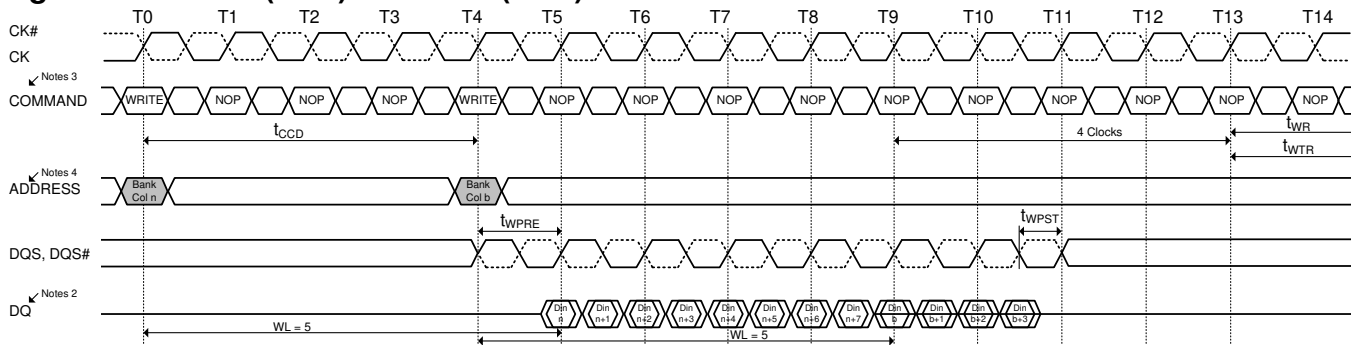 T0 T1 T2 T3 T4 T5 T6 T7 T8 T9 T10 T11 T12 T13 T14
CK#
CK
Notes 3
COMMAND WRITE NOP NOP NOP WRITE NOP NOP NOP NOP NOP NOP NOP NOP NOP NOP
tCCD 4 Clocks tWR
tWTR
Notes 4
ADDRESS Bank Col n Bank Col b
tWPRE tWPST
DQS, DQS#
Notes 2
DQ Din n Din n+1 Din n+2 Din n+3 Din n+4 Din n+5 Din n+6 Din n+7 Din b Din b+1 Din b+2 Din b+3
WL = 5 WL = 5